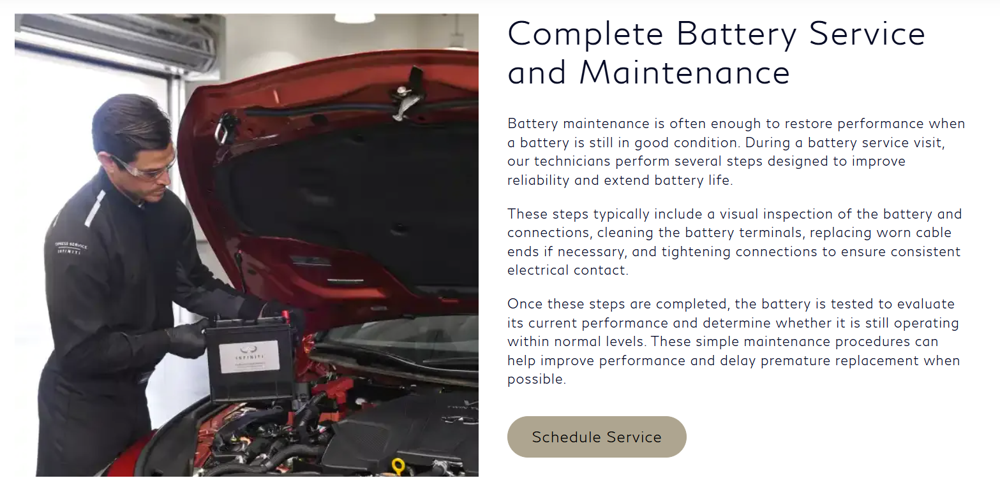 Complete Battery Service
and Maintenance
Battery maintenance is often enough to restore performance when
a battery is still in good condition. During a battery service visit,
our technicians perform several steps designed to improve
reliability and extend battery life.
These steps typically include a visual inspection of the battery and
connections, cleaning the battery terminals, replacing worn cable
ends if necessary, and tightening connections to ensure consistent
electrical contact.
Once these steps are completed, the battery is tested to evaluate
its current performance and determine whether it is still operating
within normal levels. These simple maintenance procedures can
help improve performance and delay premature replacement when
possible.
Schedule Service
EXPRESS SERVICE
INFINITI
INFINITI